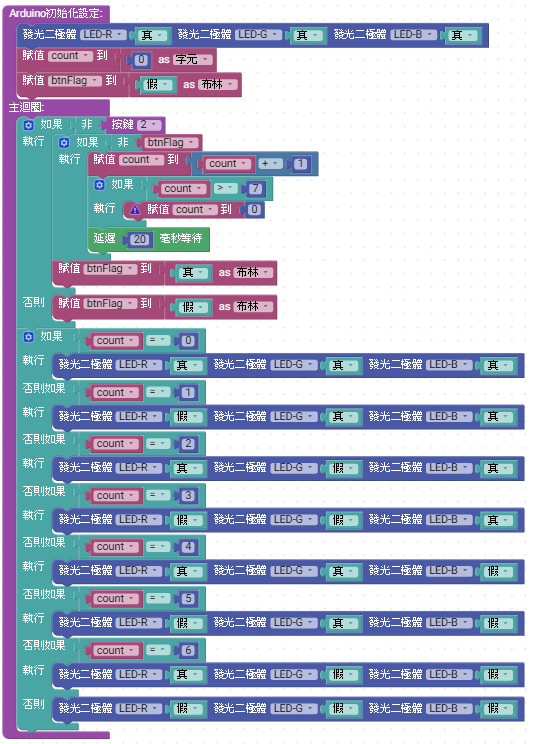 Arduino初始化設定:
發光二極體 LED-R 真 發光二極體 LED-G 真 發光二極體 LED-B 真
賦值 count 到 0 as 字元
賦值 btnFlag 到 假 as 布林
主迴圈:
如果 非 按鍵 2
執行 如果 非 btnFlag
執行 賦值 count 到 count + 1
如果 count > 7
執行 賦值 count 到 0
延遲 20 毫秒等待
賦值 btnFlag 到 真 as 布林
否則 賦值 btnFlag 到 假 as 布林
如果 count = 0
執行 發光二極體 LED-R 真 發光二極體 LED-G 真 發光二極體 LED-B 真
否則如果 count = 1
執行 發光二極體 LED-R 假 發光二極體 LED-G 真 發光二極體 LED-B 真
否則如果 count = 2
執行 發光二極體 LED-R 真 發光二極體 LED-G 假 發光二極體 LED-B 真
否則如果 count = 3
執行 發光二極體 LED-R 假 發光二極體 LED-G 假 發光二極體 LED-B 真
否則如果 count = 4
執行 發光二極體 LED-R 真 發光二極體 LED-G 真 發光二極體 LED-B 假
否則如果 count = 5
執行 發光二極體 LED-R 假 發光二極體 LED-G 真 發光二極體 LED-B 假
否則如果 count = 6
執行 發光二極體 LED-R 真 發光二極體 LED-G 假 發光二極體 LED-B 假
否則 發光二極體 LED-R 假 發光二極體 LED-G 假 發光二極體 LED-B 假